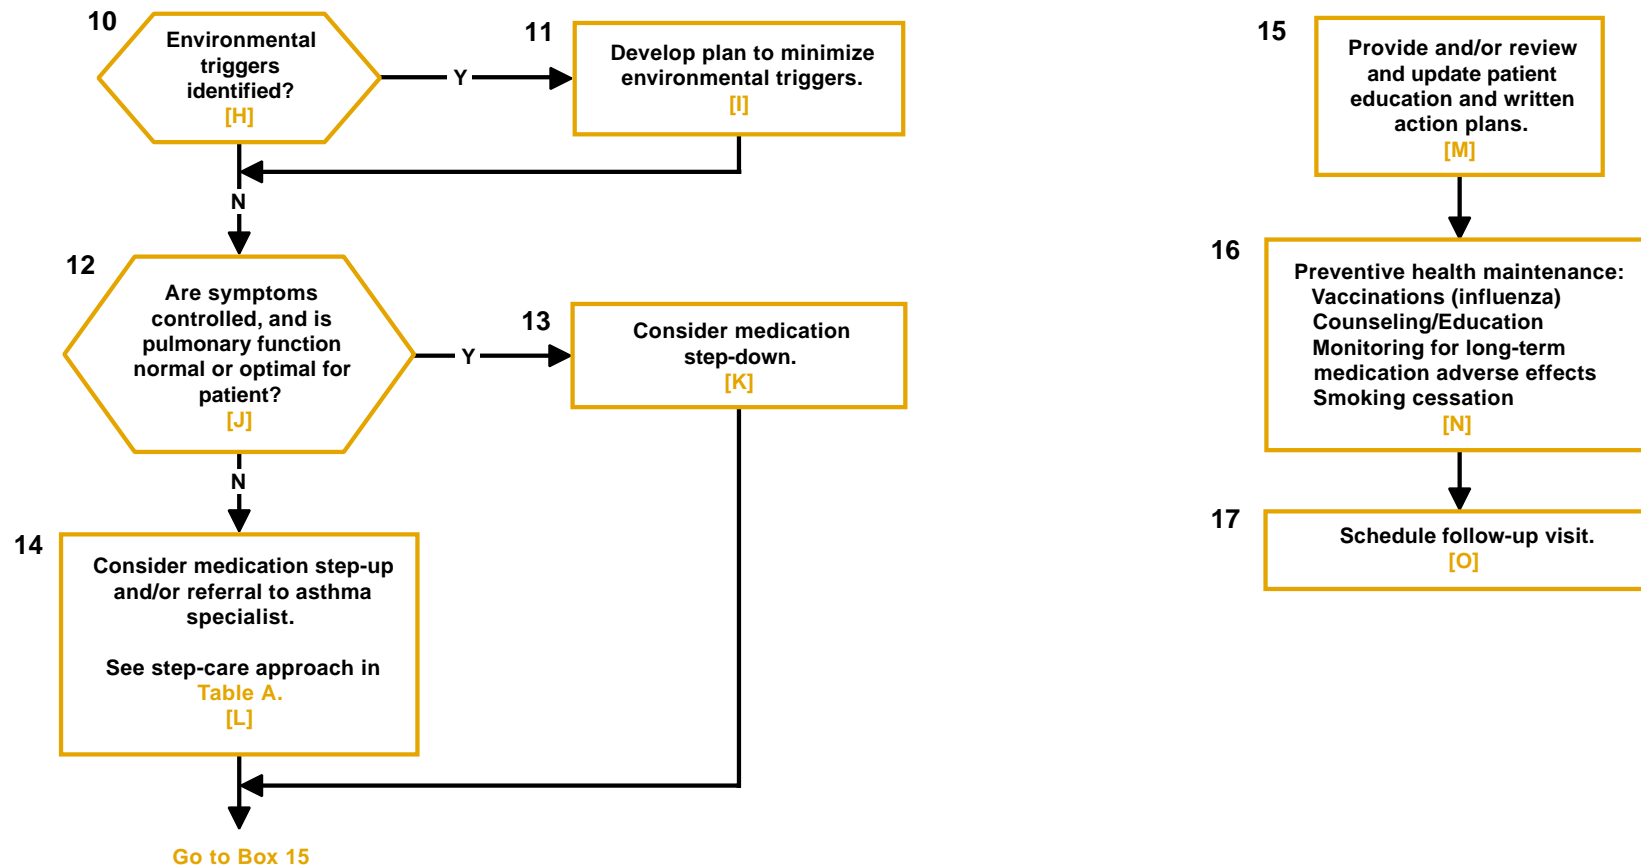 10
Environmental
triggers
identified?
[H]
Y
11
Develop plan to minimize
environmental triggers.
[I]
N
12
Are symptoms
controlled, and is
pulmonary function
normal or optimal for
patient?
[J]
Y
13
Consider medication
step-down.
[K]
N
14
Consider medication step-up
and/or referral to asthma
specialist.
See step-care approach in
Table A.
[L]
Go to Box 15
15
Provide and/or review
and update patient
education and written
action plans.
[M]
16
Preventive health maintenance:
Vaccinations (influenza)
Counseling/Education
Monitoring for long-term
medication adverse effects
Smoking cessation
[N]
17
Schedule follow-up visit.
[O]